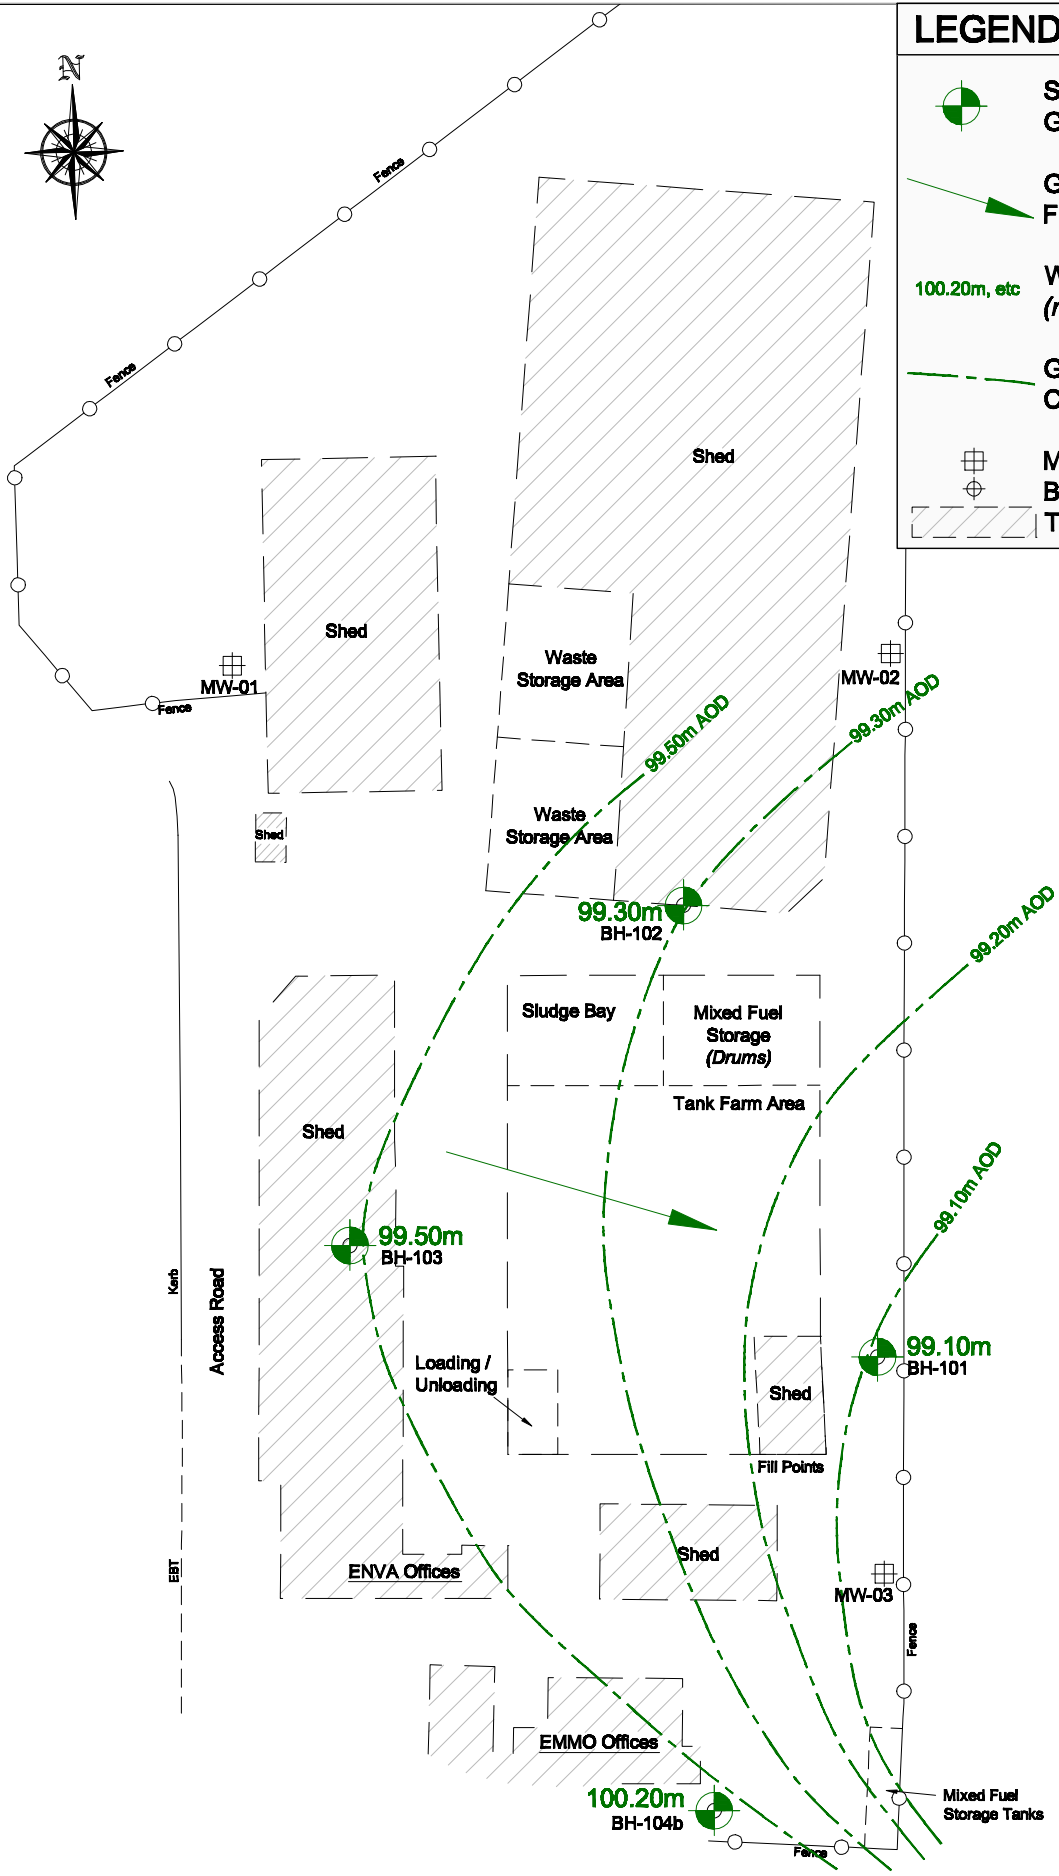 LEGEND
N
S
G
Fence
G
F
100.20m, etc
W
G
C
Fence
M
B
T
Shed
Shed
Waste
Storage Area
MW-01
MW-02
Fence
99.50m AOD
99.30m AOD
Waste
Storage Area
Shed
99.30m
BH-102
99.20m AOD
Sludge Bay
Mixed Fuel
Storage
(Drums)
Tank Farm Area
Shed
99.10m AOD
99.50m
BH-103
Kerb
Access Road
99.10m
BH-101
Loading /
Unloading
Shed
Fill Points
Shed
ENVA Offices
EBT
MW-03
Fence
EMMO Offices
100.20m
BH-104b
Mixed Fuel
Storage Tanks
Fence